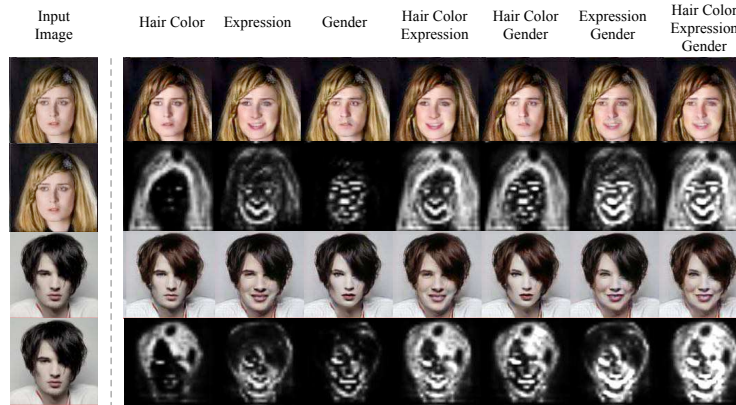 Input
Image
Hair Color
Expression
Gender
Hair Color
Expression
Hair Color
Gender
Expression
Gender
Hair Color
Expression
Gender